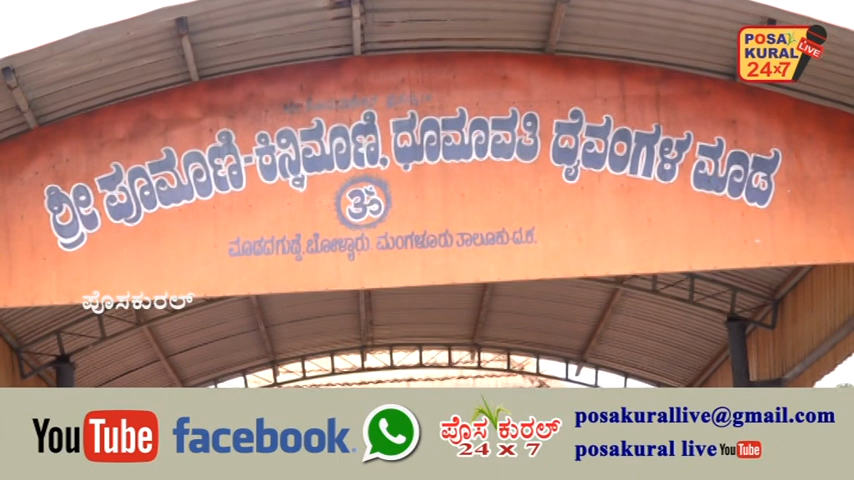 POSA
KURAL
24x7
LIVE
ಶ್ರೀ ಪೂಮಾಣಿ-ಕಿನ್ನಿಮಾಣಿ, ಧೂಮಾವತಿ ದೈವಂಗಳ ಮಾಡ
ಓಂ
ಮಾಡದಗುಡ್ಡೆ, ಬೋಳ್ಯಾರು. ಮಂಗಳೂರು ತಾಲೂಕು-ದ.ಕ.
ಪೊಸಕುರಲ್
YouTube facebook. ಪೊಸ ಕುರಲ್
24 x 7
posakurallive@gmail.com
posakural live YouTube